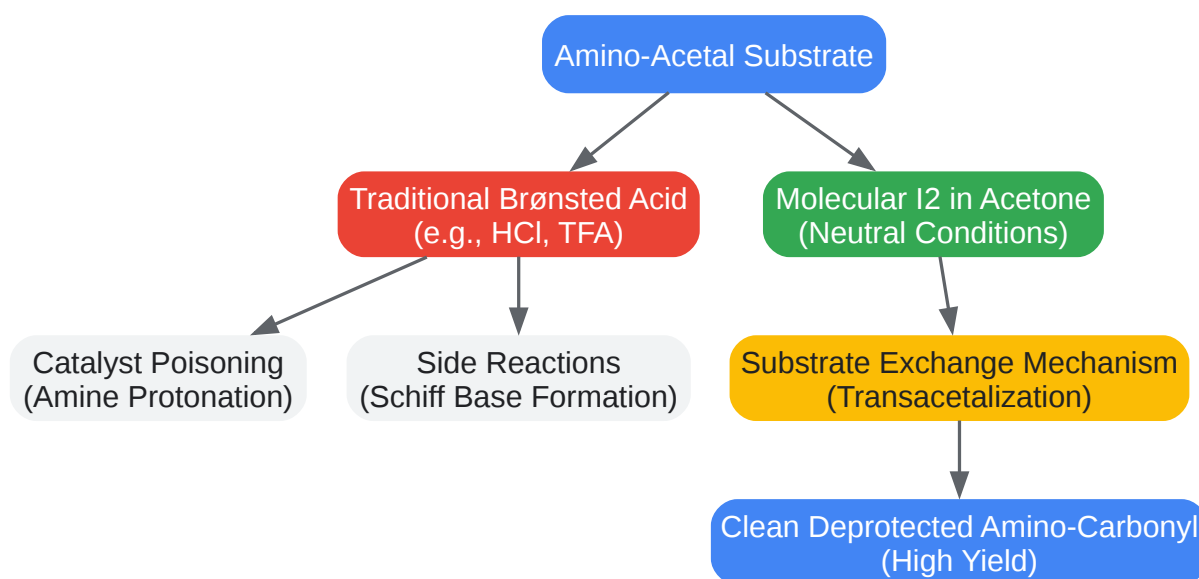 Amino-Acetal Substrate
Traditional Brønsted Acid
(e.g., HCl, TFA)
Molecular I2 in Acetone
(Neutral Conditions)
Catalyst Poisoning
(Amine Protonation)
Side Reactions
(Schiff Base Formation)
Substrate Exchange Mechanism
(Transacetalization)
Clean Deprotected Amino-Carbonyl
(High Yield)